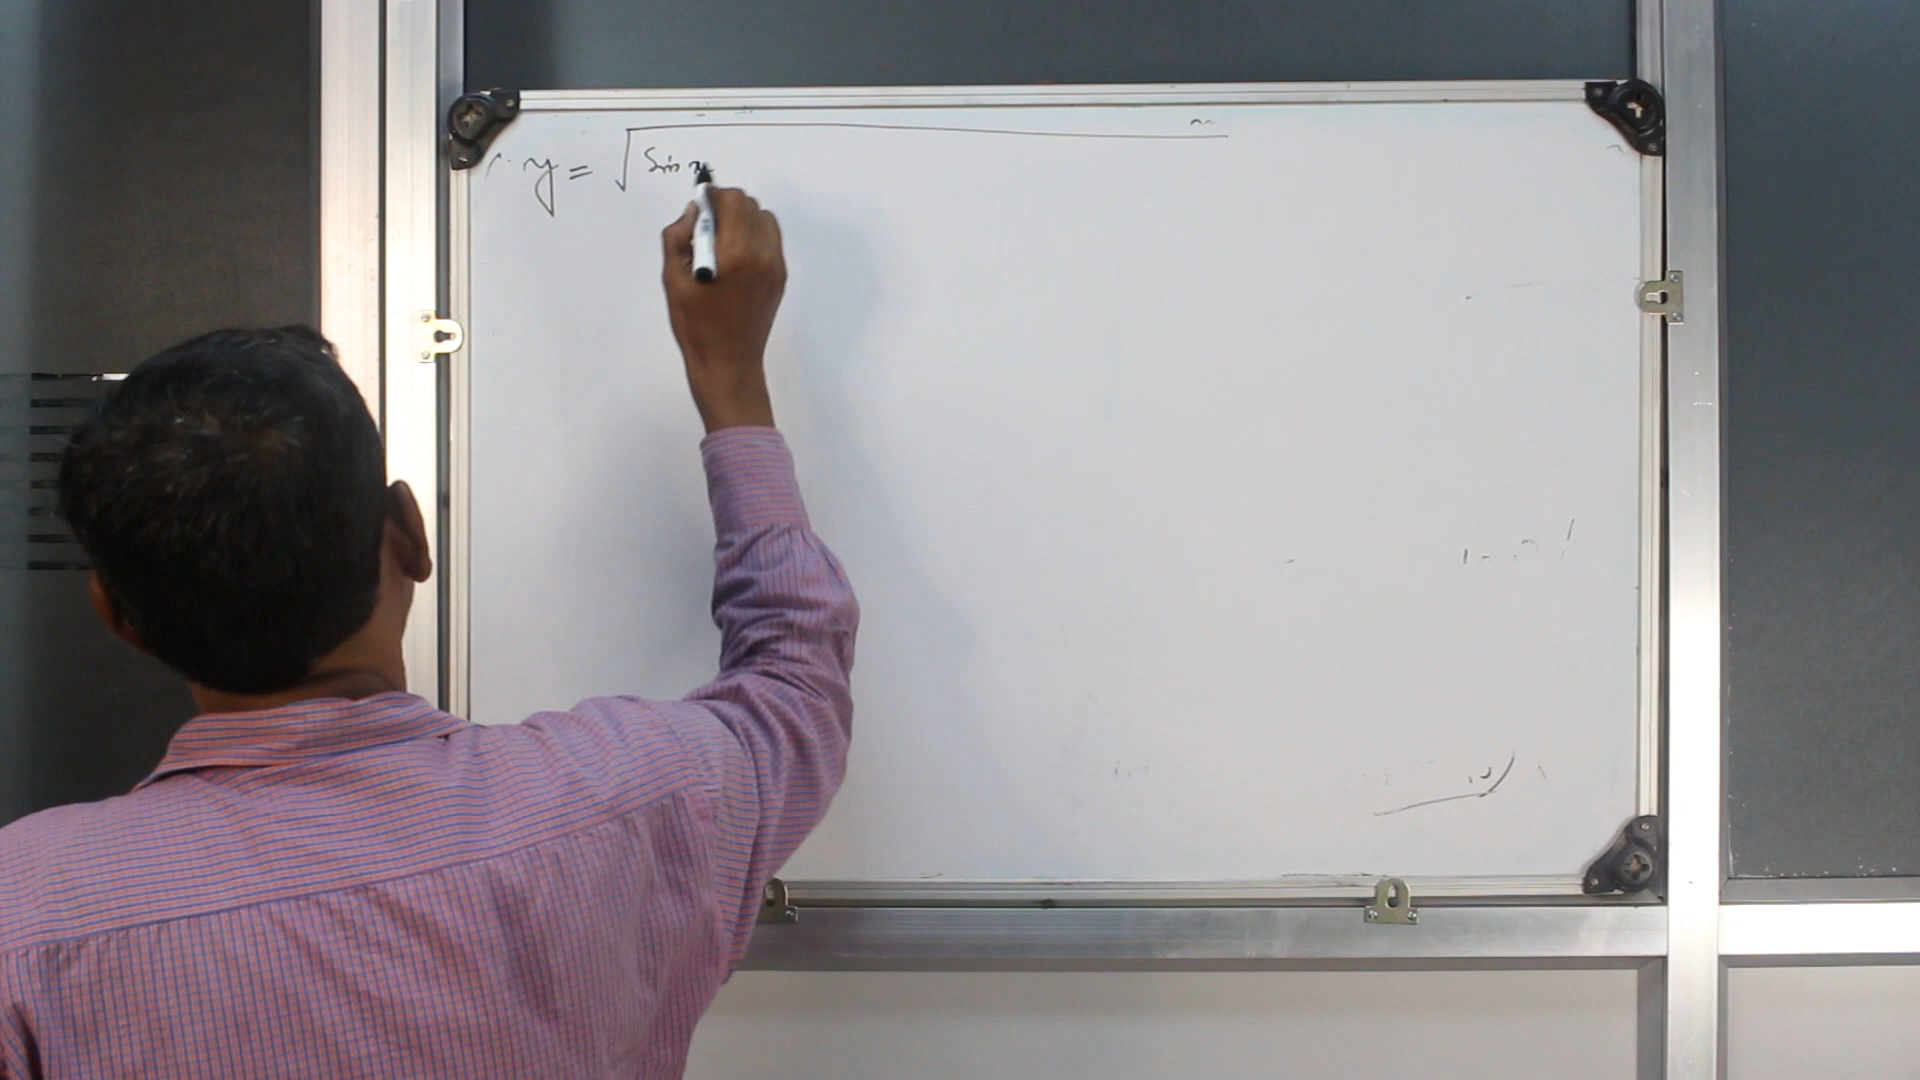 y = √sin x